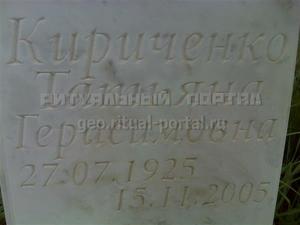 Кириченко
Татьяна
РИТУАЛЬНЫЙ ПОРТАЛ
Герасимовна
geo.ritual-portal.ru
27.07.1925
15.11.2005